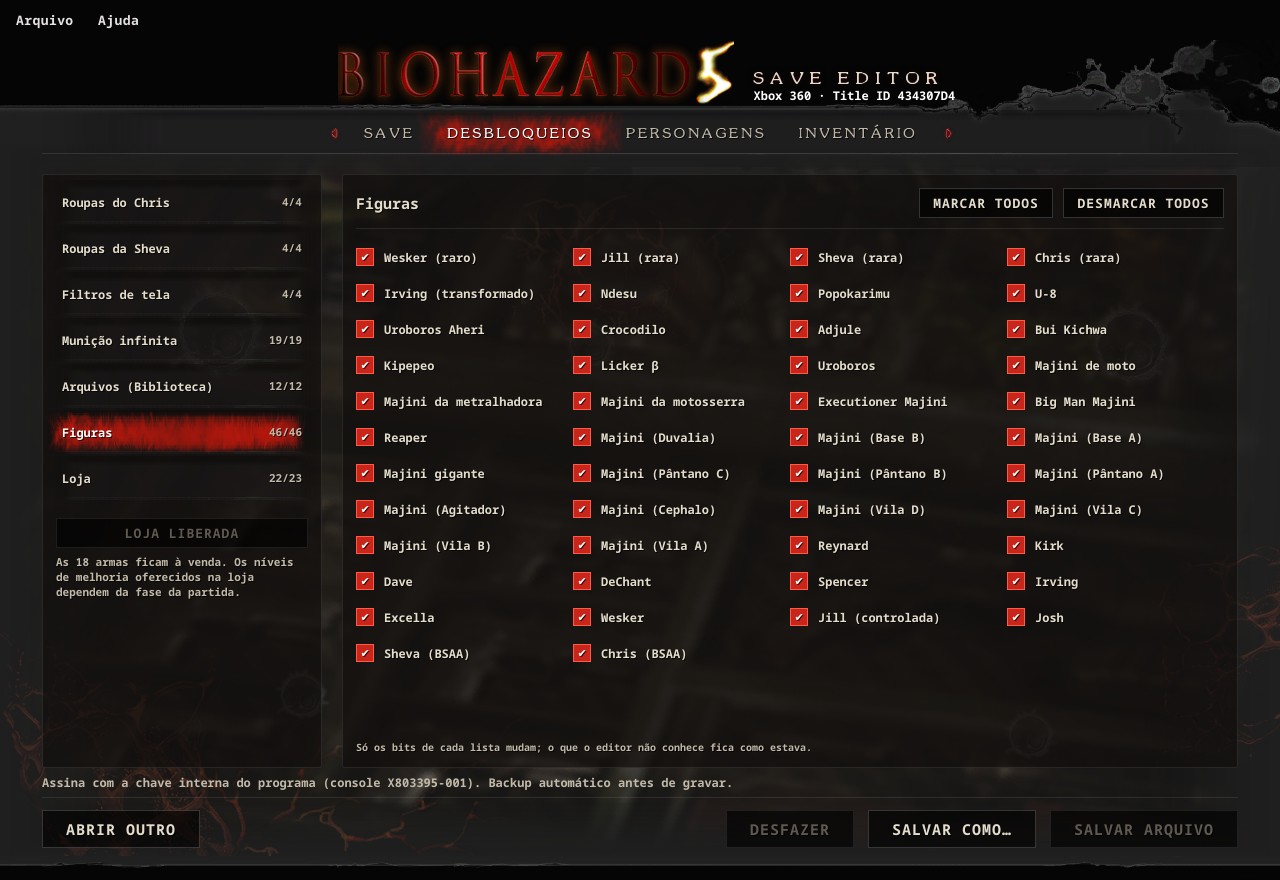 Arquivo Ajuda
BIOHAZARD 5
SAVE EDITOR
Xbox 360 · Title ID 434307D4
SAVE DESBLOQUEIOS PERSONAGENS INVENTÁRIO
Roupas do Chris 4/4
Roupas da Sheva 4/4
Filtros de tela 4/4
Munição infinita 19/19
Arquivos (Biblioteca) 12/12
Figuras 46/46
Loja 22/23
LOJA LIBERADA
As 18 armas ficam à venda. Os níveis
de melhoria oferecidos na loja
dependem da fase da partida.
Figuras MARCAR TODOS DESMARCAR TODOS
Wesker (raro) Jill (rara) Sheva (rara) Chris (rara)
Irving (transformado) Ndesu Popokarimu U-8
Uroboros Aheri Crocodilo Adjule Bui Kichwa
Kipepeo Licker β Uroboros Majini de moto
Majini da metralhadora Majini da motosserra Executioner Majini Big Man Majini
Reaper Majini (Duvalia) Majini (Base B) Majini (Base A)
Majini gigante Majini (Pântano C) Majini (Pântano B) Majini (Pântano A)
Majini (Agitador) Majini (Cephalo) Majini (Vila D) Majini (Vila C)
Majini (Vila B) Majini (Vila A) Reynard Kirk
Dave DeChant Spencer Irving
Excella Wesker Jill (controlada) Josh
Sheva (BSAA) Chris (BSAA)
Só os bits de cada lista mudam; o que o editor não conhece fica como estava.
Assina com a chave interna do programa (console X803395-001). Backup automático antes de gravar.
ABRIR OUTRO DESFAZER SALVAR COMO… SALVAR ARQUIVO